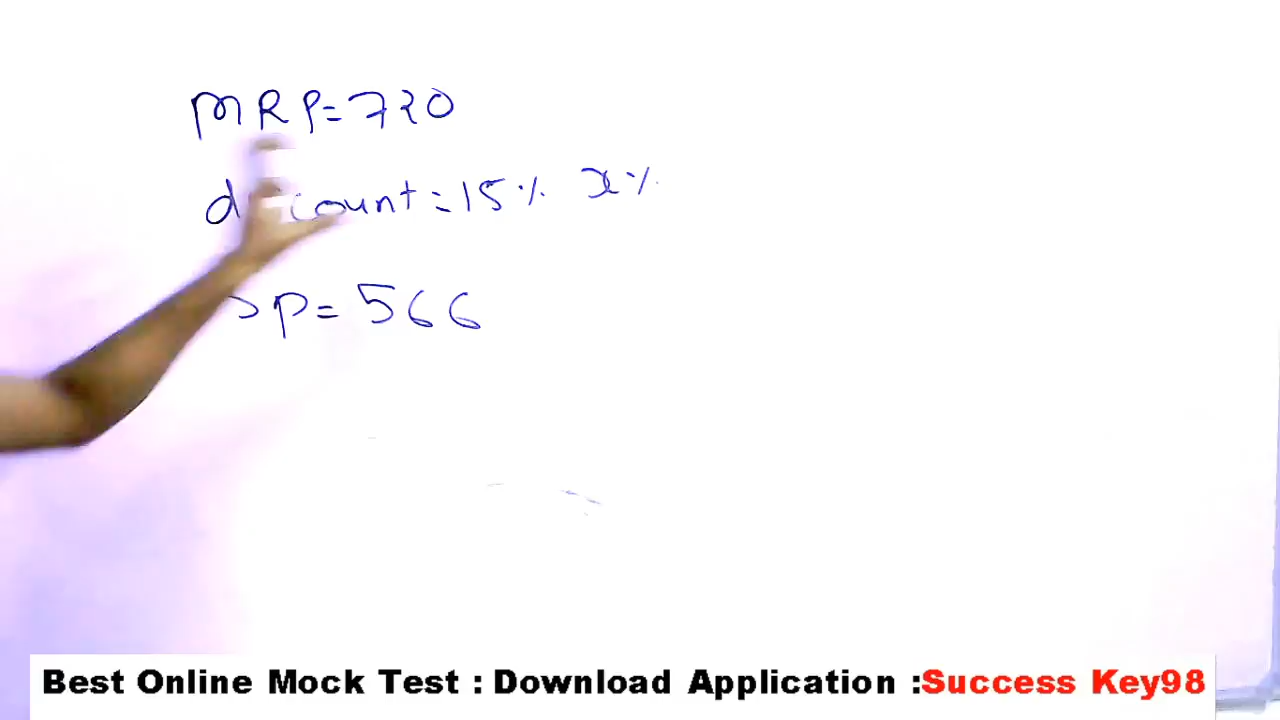 MRP=720
discount=15% x%
SP=566
Best Online Mock Test : Download Application :Success Key98